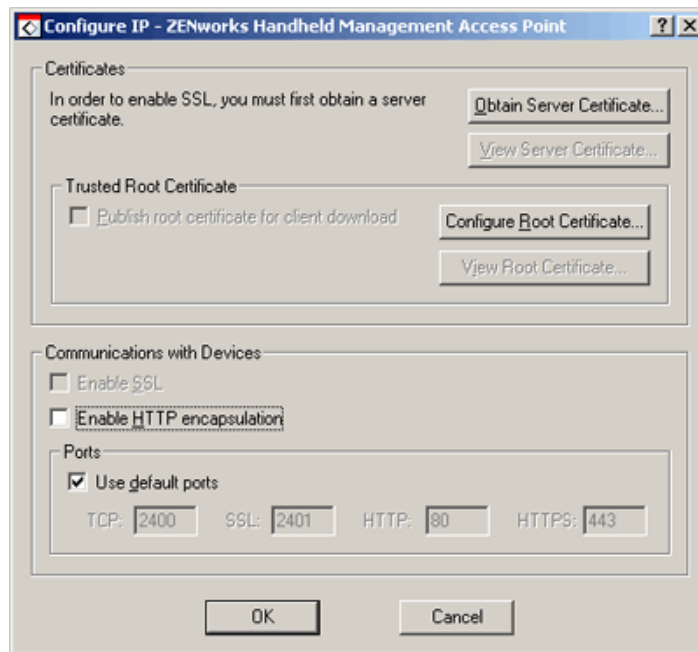 Configure IP - ZENworks Handheld Management Access Point
Certificates
In order to enable SSL, you must first obtain a server
certificate.
Obtain Server Certificate...
View Server Certificate...
Trusted Root Certificate
Publish root certificate for client download
Configure Root Certificate...
View Root Certificate...
Communications with Devices
Enable SSL
Enable HTTP encapsulation
Ports
Use default ports
TCP: 2400 SSL: 2401 HTTP: 80 HTTPS: 443
OK Cancel